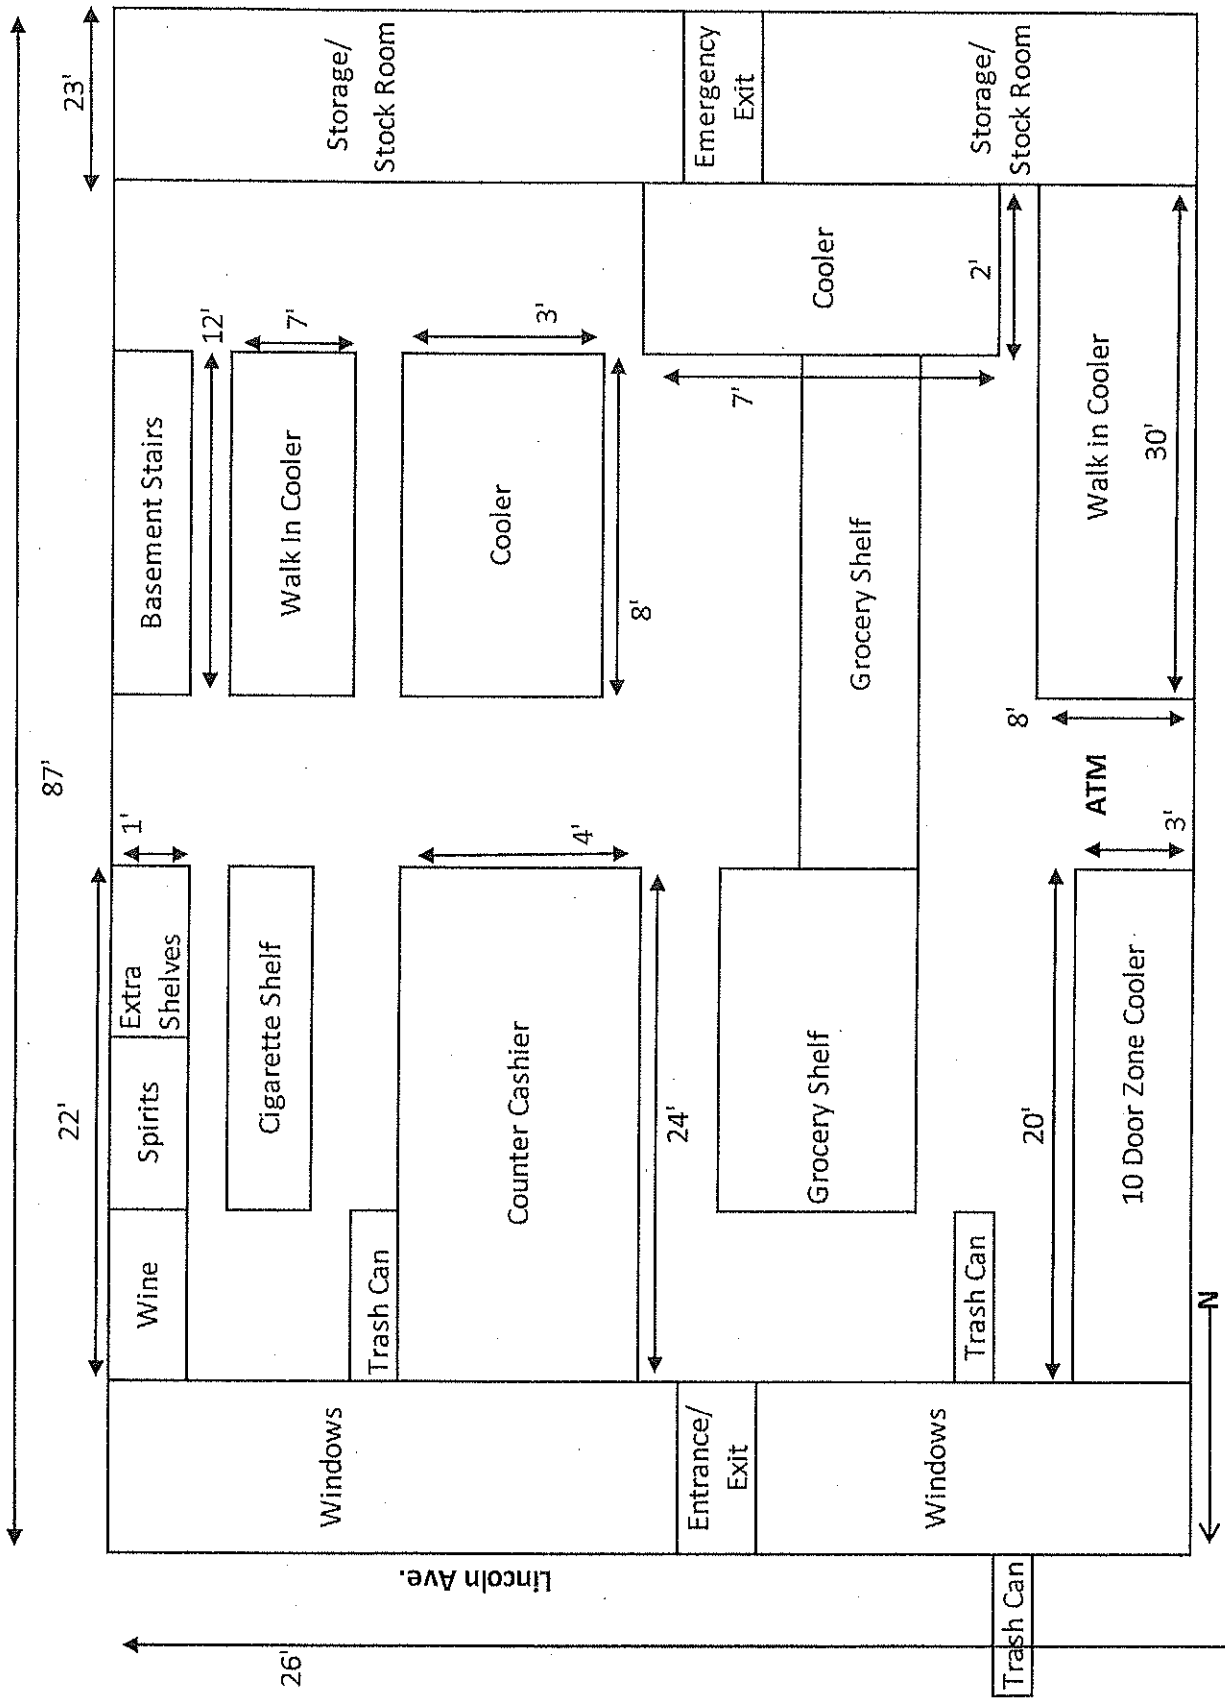 87'
23'
Storage/
Stock Room
Emergency
Exit
Storage/
Stock Room
Basement Stairs
12'
7'
Walk In Cooler
3'
Cooler
8'
Cooler
2'
7'
Grocery Shelf
Walk in Cooler
30'
8'
ATM
1'
22'
Extra
Shelves
Spirits
Wine
Cigarette Shelf
Trash Can
4'
Counter Cashier
24'
Grocery Shelf
Trash Can
3'
20'
10 Door Zone Cooler
Windows
Entrance/
Exit
Windows
N
Lincoln Ave.
26'
Trash Can